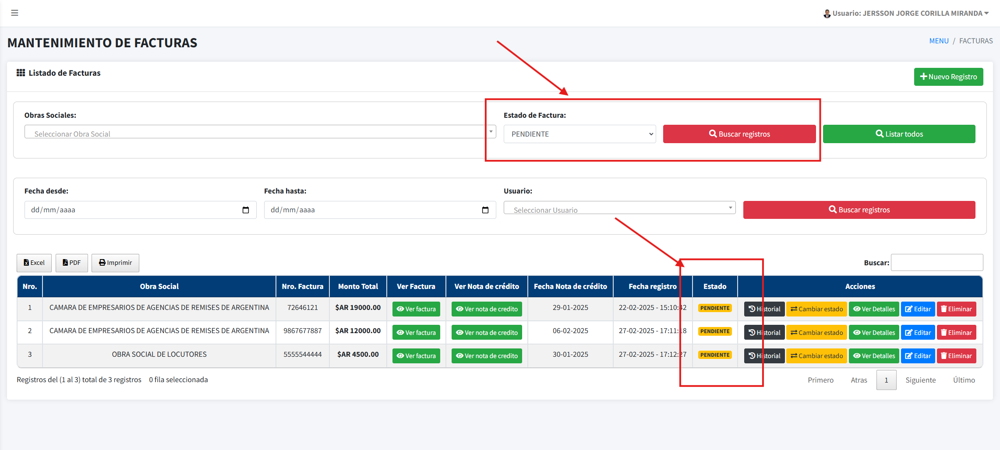 Usuario: JERSSON JORGE CORILLA MIRANDA
MANTENIMIENTO DE FACTURAS
MENU / FACTURAS
Listado de Facturas
Nuevo Registro
Obras Sociales:
Estado de Factura:
Seleccionar Obra Social
PENDIENTE
Buscar registros
Listar todos
Fecha desde:
Fecha hasta:
Usuario:
dd/mm/aaaa
dd/mm/aaaa
Seleccionar Usuario
Buscar registros
Excel
PDF
Imprimir
Buscar:
Nro. Obra Social Nro. Factura Monto Total Ver Factura Ver Nota de crédito Fecha Nota de crédito Fecha registro Estado Acciones
1 CAMARA DE EMPRESARIOS DE AGENCIAS DE REMISES DE ARGENTINA 72646121 $AR 19000.00 Ver factura Ver nota de credito 29-01-2025 22-02-2025 - 15:10:42 PENDIENTE Historial Cambiar estado Ver Detalles Editar Eliminar
2 CAMARA DE EMPRESARIOS DE AGENCIAS DE REMISES DE ARGENTINA 9867677887 $AR 12000.00 Ver factura Ver nota de credito 06-02-2025 27-02-2025 - 17:11:18 PENDIENTE Historial Cambiar estado Ver Detalles Editar Eliminar
3 OBRA SOCIAL DE LOCUTORES 5555544444 $AR 4500.00 Ver factura Ver nota de credito 30-01-2025 27-02-2025 - 17:12:27 PENDIENTE Historial Cambiar estado Ver Detalles Editar Eliminar
Registros del (1 al 3) total de 3 registros 0 fila seleccionada
Primero Atras 1 Siguiente Último